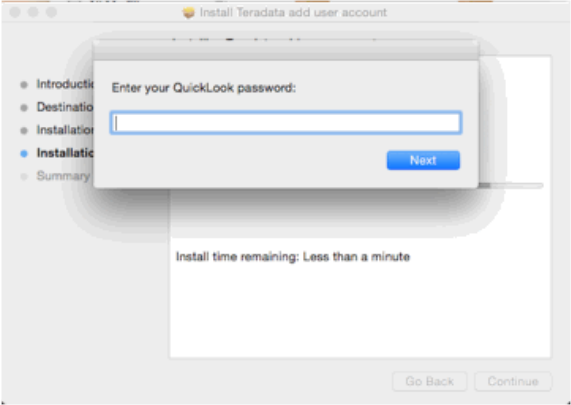 Install Teradata add user account
Enter your QuickLook password:
Next
Introductio
Destinatio
Installation
Installatio
Summary
Install time remaining: Less than a minute
Go Back
Continue